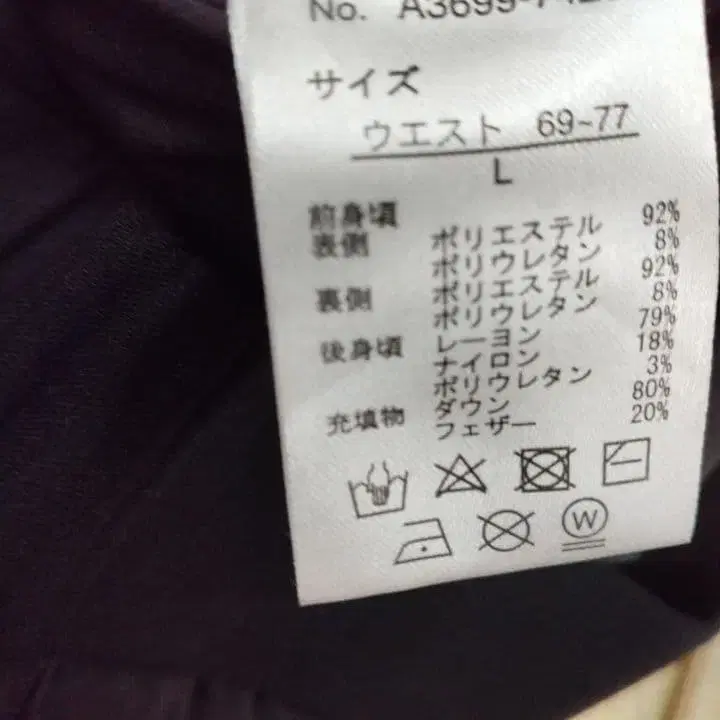 No. A3699-
サイズ
ウエスト 69~77
L
前身頃
表側 ポリエステル 92%
ポリウレタン 8%
裏側 ポリエステル 92%
ポリウレタン 8%
後身頃 レーヨン 79%
ナイロン 18%
ポリウレタン 3%
充填物 ダウン 80%
フェザー 20%
W